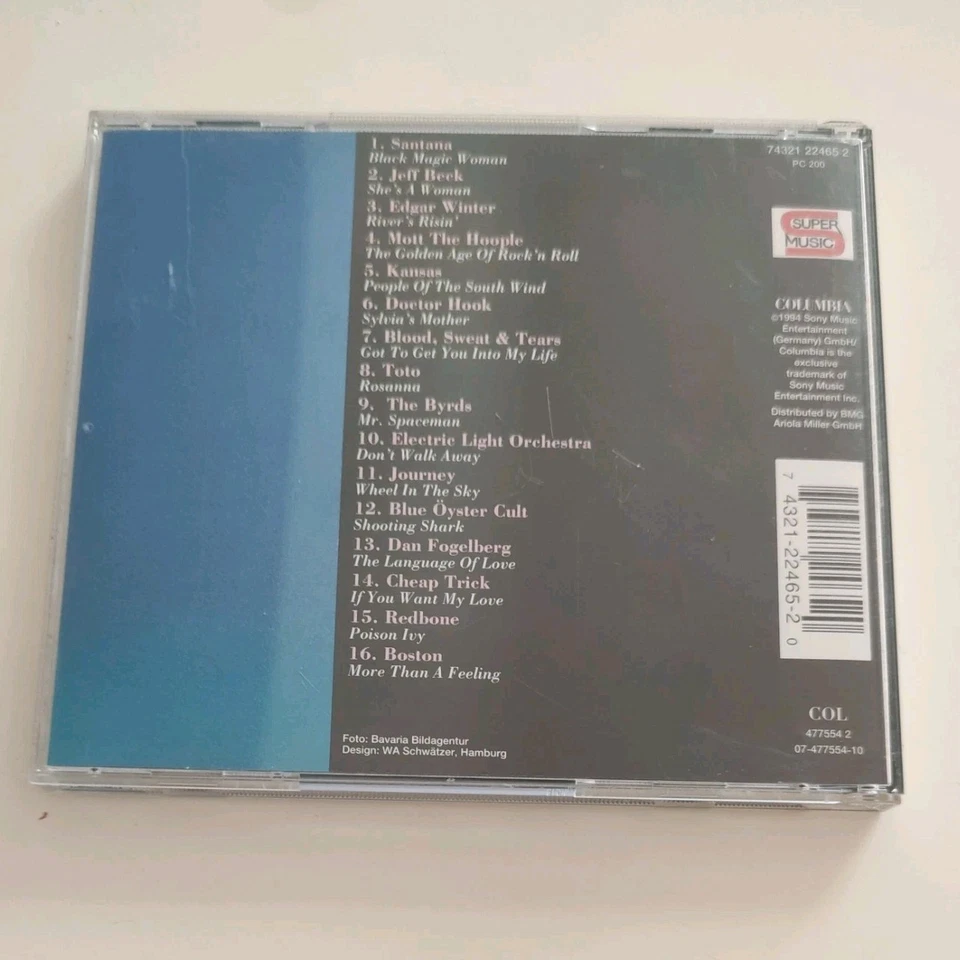 1. Santana
Black Magic Woman
2. Jeff Beck
She's A Woman
3. Edgar Winter
River's Risin'
4. Mott The Hoople
The Golden Age Of Rock'n Roll
5. Kansas
People Of The South Wind
6. Doctor Hook
Sylvia's Mother
7. Blood, Sweat & Tears
Got To Get You Into My Life
8. Toto
Rosanna
9. The Byrds
Mr. Spaceman
10. Electric Light Orchestra
Don't Walk Away
11. Journey
Wheel In The Sky
12. Blue Öyster Cult
Shooting Shark
13. Dan Fogelberg
The Language Of Love
14. Cheap Trick
If You Want My Love
15. Redbone
Poison Ivy
16. Boston
More Than A Feeling
Foto: Bavaria Bildagentur
Design: WA Schwätzer, Hamburg
74321 22465 2
PC 200
SUPER
MUSIC
COLUMBIA
©1994 Sony Music
Entertainment
(Germany) GmbH/
Columbia is the
exclusive
trademark of
Sony Music
Entertainment Inc.
Distributed by BMG
Ariola Miller GmbH
7 4321-22465-2 0
COL
477554 2
07-477554-10